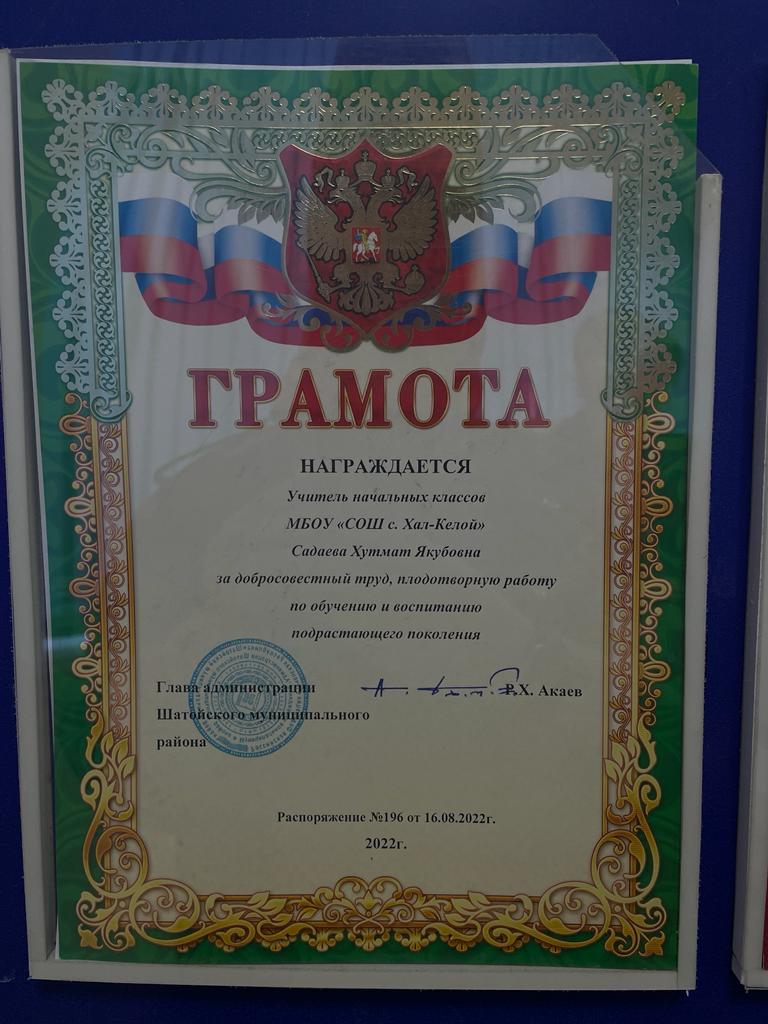 ГРАМОТА
НАГРАЖДАЕТСЯ
Учитель начальных классов
МБОУ «СОШ с. Хал-Келой»
Садаева Хутмат Якубовна
за добросовестный труд, плодотворную работу
по обучению и воспитанию
подрастающего поколения
Глава администрации Р.Х. Акаев
Шатойского муниципального
района
Распоряжение №196 от 16.08.2022г.
2022г.